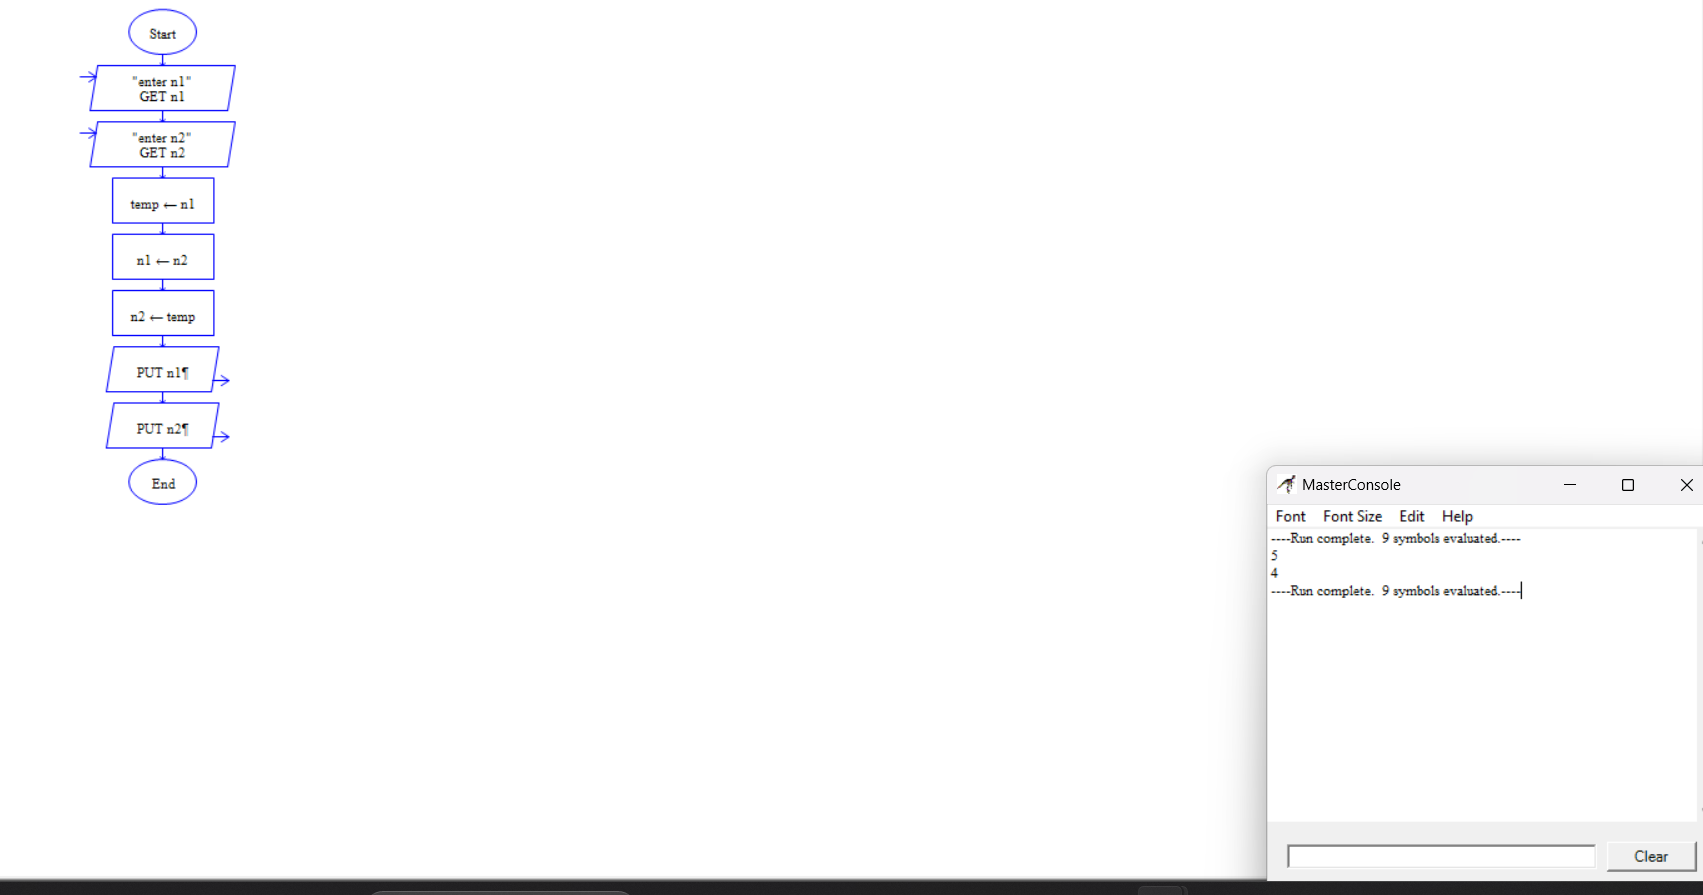 Start
"enter n1"
GET n1
"enter n2"
GET n2
temp ← n1
n1 ← n2
n2 ← temp
PUT n1¶
PUT n2¶
End
MasterConsole
Font Font Size Edit Help
----Run complete.  9 symbols evaluated.----
5
4
----Run complete.  9 symbols evaluated.----
Clear